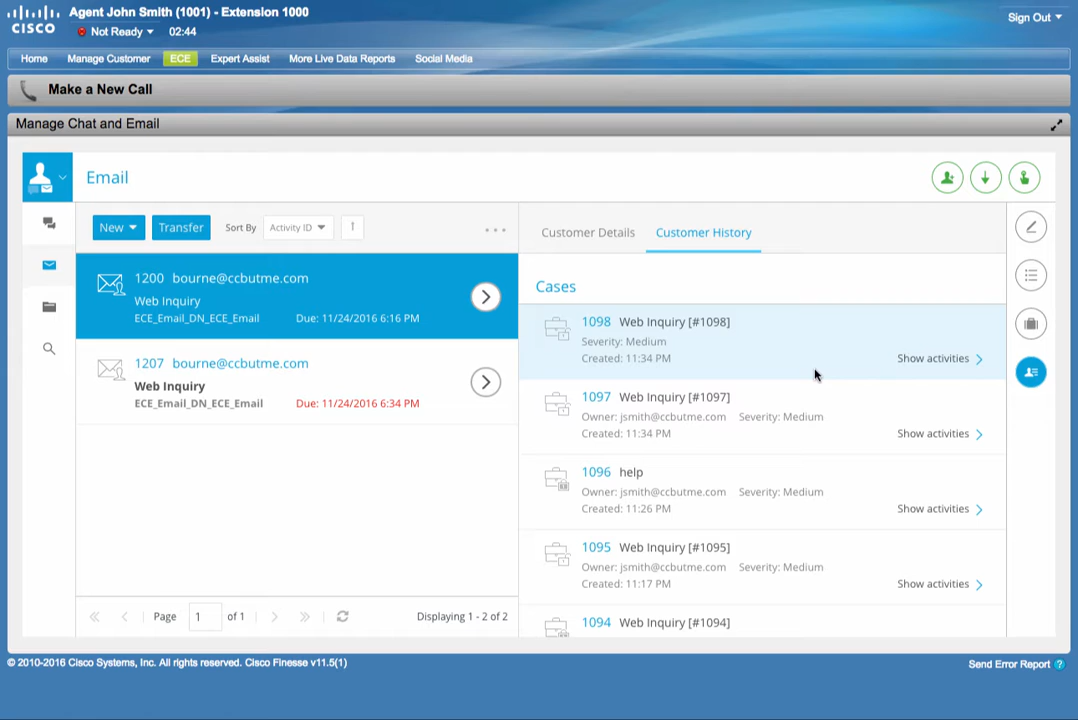 CISCO
Agent John Smith (1001) - Extension 1000
Not Ready
02:44
Sign Out
Home
Manage Customer
ECE
Expert Assist
More Live Data Reports
Social Media
Make a New Call
Manage Chat and Email
Email
New
Transfer
Sort By
Activity ID
Customer Details
Customer History
1200 bourne@ccbutme.com
Web Inquiry
ECE_Email_DN_ECE_Email
Due: 11/24/2016 6:16 PM
1207 bourne@ccbutme.com
Web Inquiry
ECE_Email_DN_ECE_Email
Due: 11/24/2016 6:34 PM
Cases
1098 Web Inquiry [#1098]
Severity: Medium
Created: 11:34 PM
Show activities
1097 Web Inquiry [#1097]
Owner: jsmith@ccbutme.com Severity: Medium
Created: 11:34 PM
Show activities
1096 help
Owner: jsmith@ccbutme.com Severity: Medium
Created: 11:26 PM
Show activities
1095 Web Inquiry [#1095]
Owner: jsmith@ccbutme.com Severity: Medium
Created: 11:17 PM
Show activities
1094 Web Inquiry [#1094]
Page 1 of 1
Displaying 1 - 2 of 2
© 2010-2016 Cisco Systems, Inc. All rights reserved. Cisco Finesse v11.5(1)
Send Error Report ?